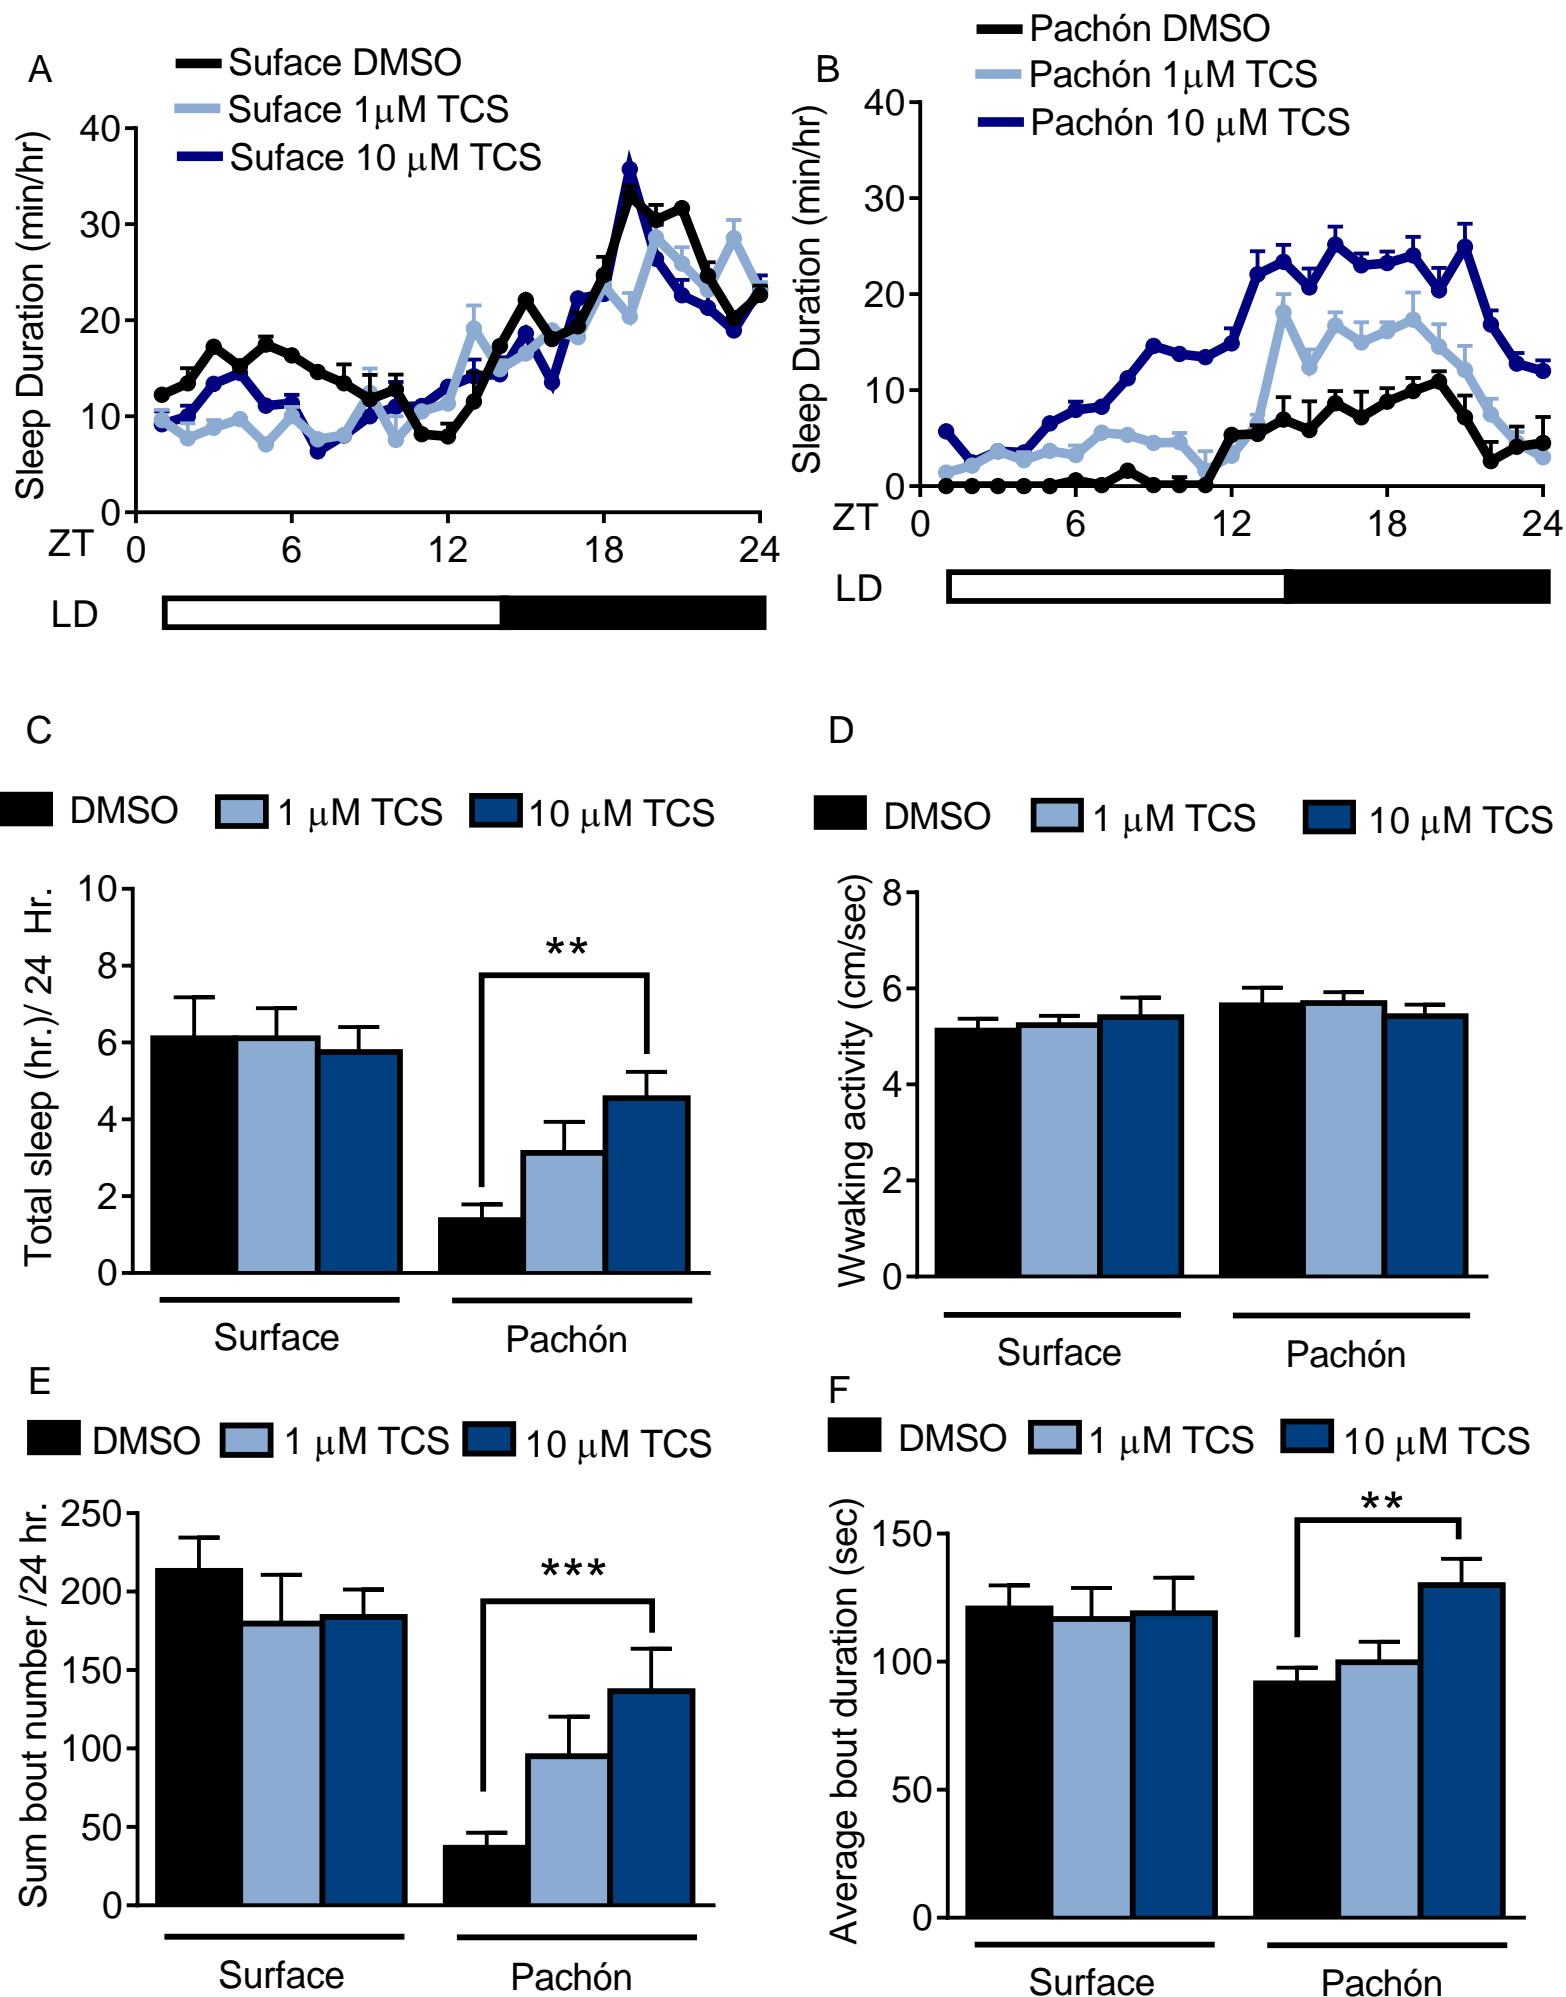 A
Suface DMSO
Suface 1μM TCS
Suface 10 μM TCS
Sleep Duration (min/hr)
40
30
20
10
0
ZT
0 6 12 18 24
LD
B
Pachón DMSO
Pachón 1μM TCS
Pachón 10 μM TCS
Sleep Duration (min/hr)
40
30
20
10
0
ZT
0 6 12 18 24
LD
C
DMSO 1 μM TCS 10 μM TCS
Total sleep (hr.)/ 24 Hr.
10
8
6
4
2
0
**
Surface Pachón
D
DMSO 1 μM TCS 10 μM TCS
Wwaking activity (cm/sec)
8
6
4
2
0
Surface Pachón
E
DMSO 1 μM TCS 10 μM TCS
Sum bout number /24 hr.
250
200
150
100
50
0
***
Surface Pachón
F
DMSO 1 μM TCS 10 μM TCS
Average bout duration (sec)
150
100
50
0
**
Surface Pachón